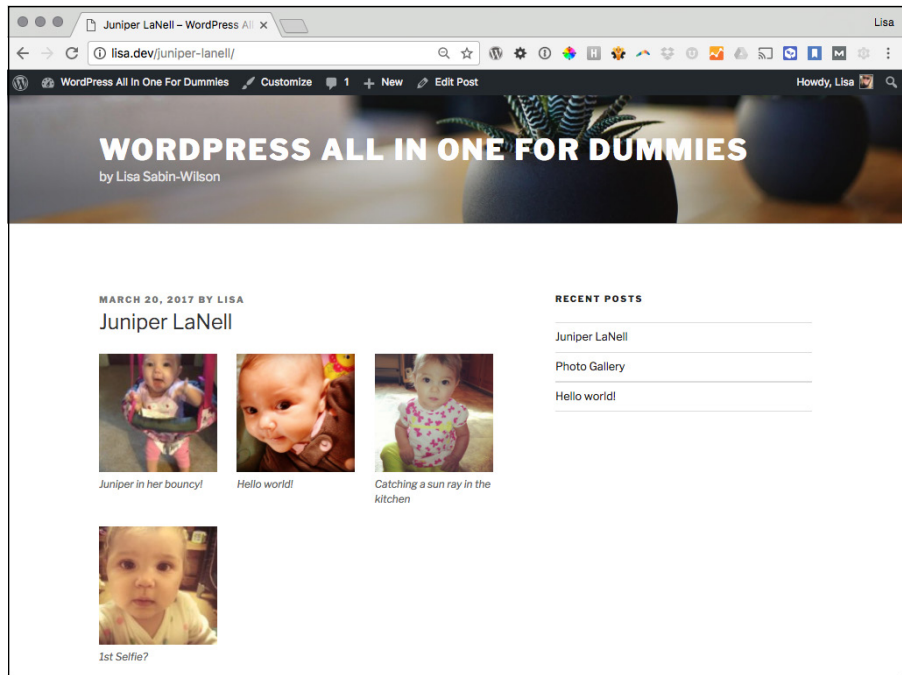 Juniper LaNell – WordPress All
Lisa
lisa.dev/juniper-lanell/
WordPress All In One For Dummies Customize 1 New Edit Post
Howdy, Lisa
WORDPRESS ALL IN ONE FOR DUMMIES
by Lisa Sabin-Wilson
MARCH 20, 2017 BY LISA
Juniper LaNell
Juniper in her bouncy!
Hello world!
Catching a sun ray in the
kitchen
1st Selfie?
RECENT POSTS
Juniper LaNell
Photo Gallery
Hello world!